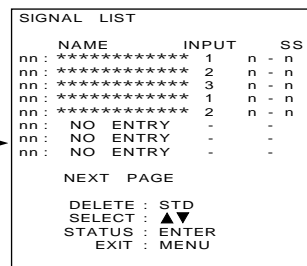 SIGNAL LIST
NAME INPUT SS
nn : ************ 1 n - n
nn : ************ 2 n - n
nn : ************ 3 n - n
nn : ************ 1 n - n
nn : ************ 2 n - n
nn : NO ENTRY - -
nn : NO ENTRY - -
nn : NO ENTRY - -
NEXT PAGE
DELETE : STD
SELECT : ▲▼
STATUS : ENTER
EXIT : MENU